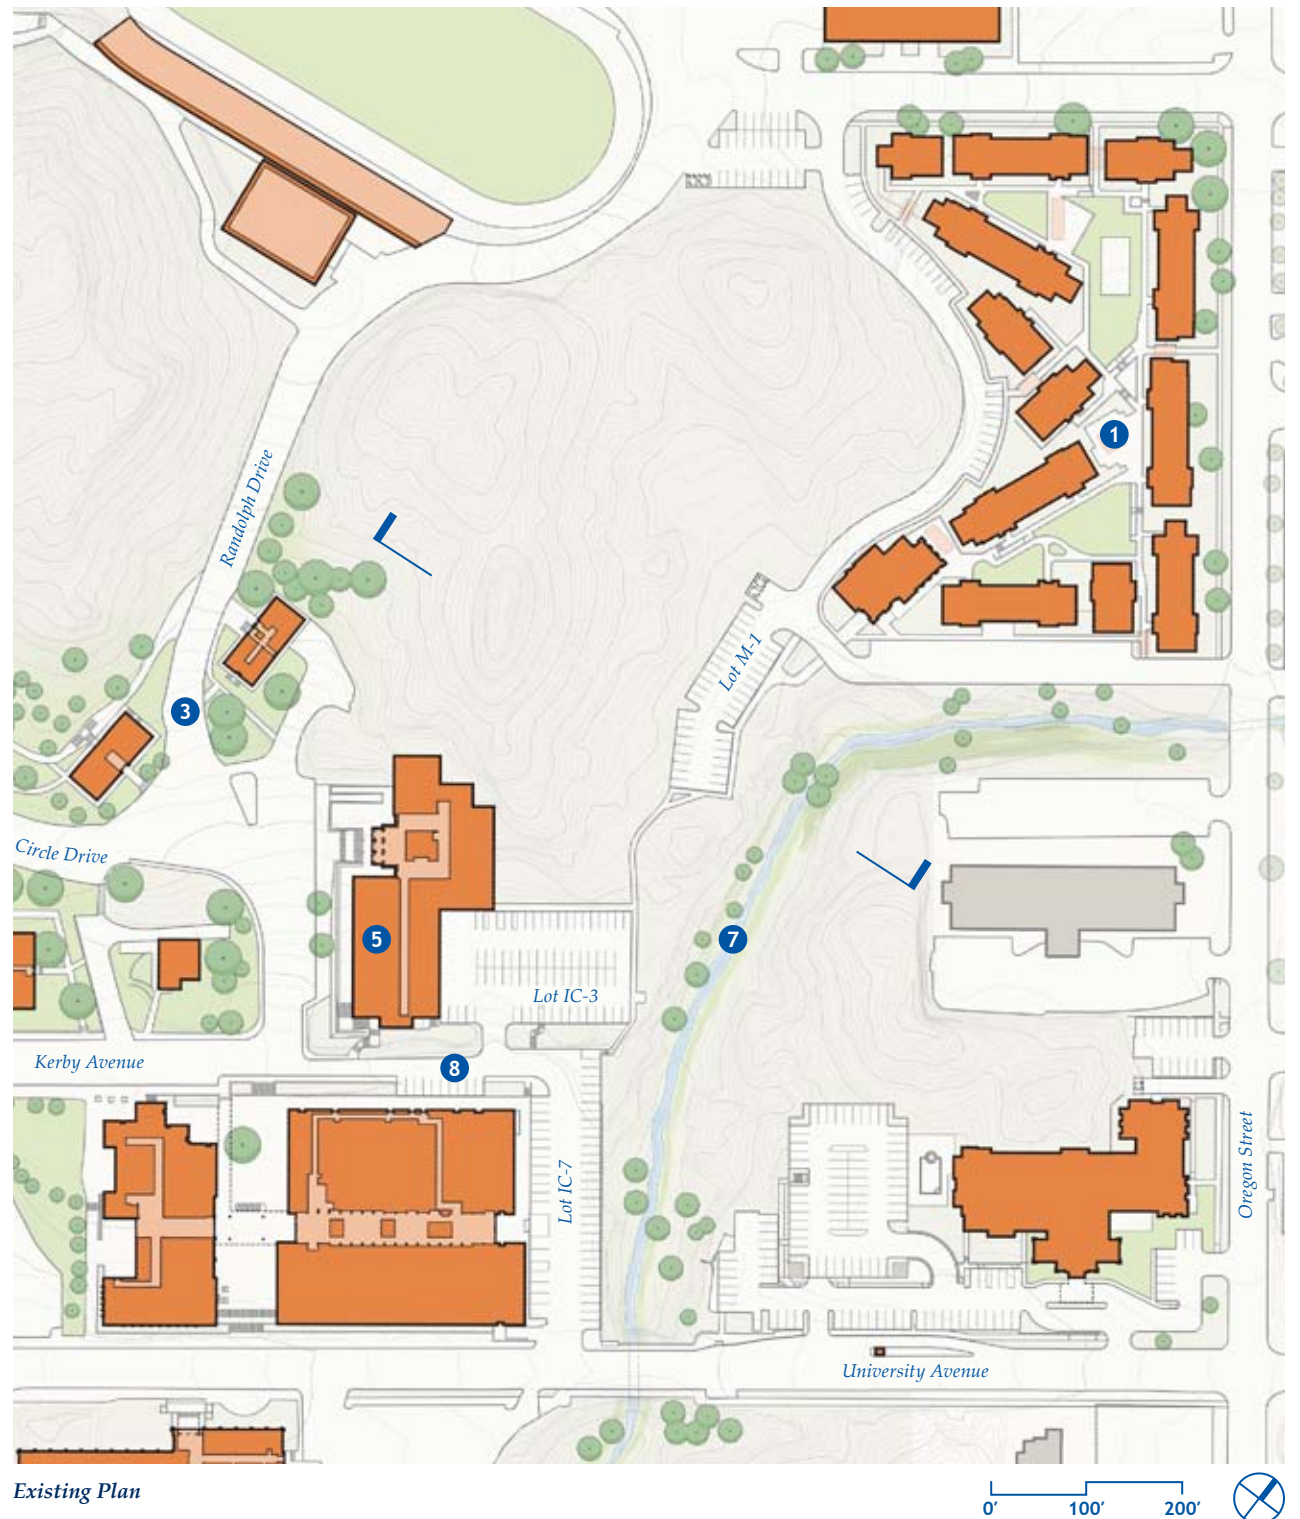 1
Randolph Drive
Lot M-1
3
Circle Drive
5
7
Lot IC-3
Kerby Avenue
8
Lot IC-7
Oregon Street
University Avenue
Existing Plan
0' 100' 200'